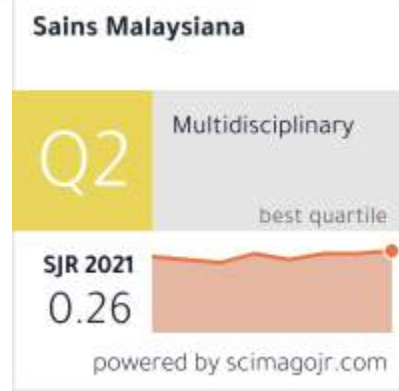 Sains Malaysiana
Q2
Multidisciplinary
best quartile
SJR 2021
0.26
powered by scimagojr.com